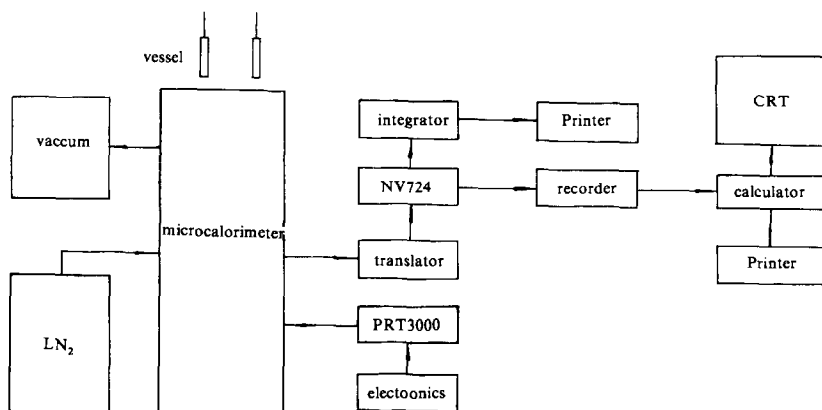 vessel
CRT
integrator
Printer
vaccum
NV724
recorder
calculator
microcalorimeter
translator
Printer
PRT3000
LN₂
electoonics